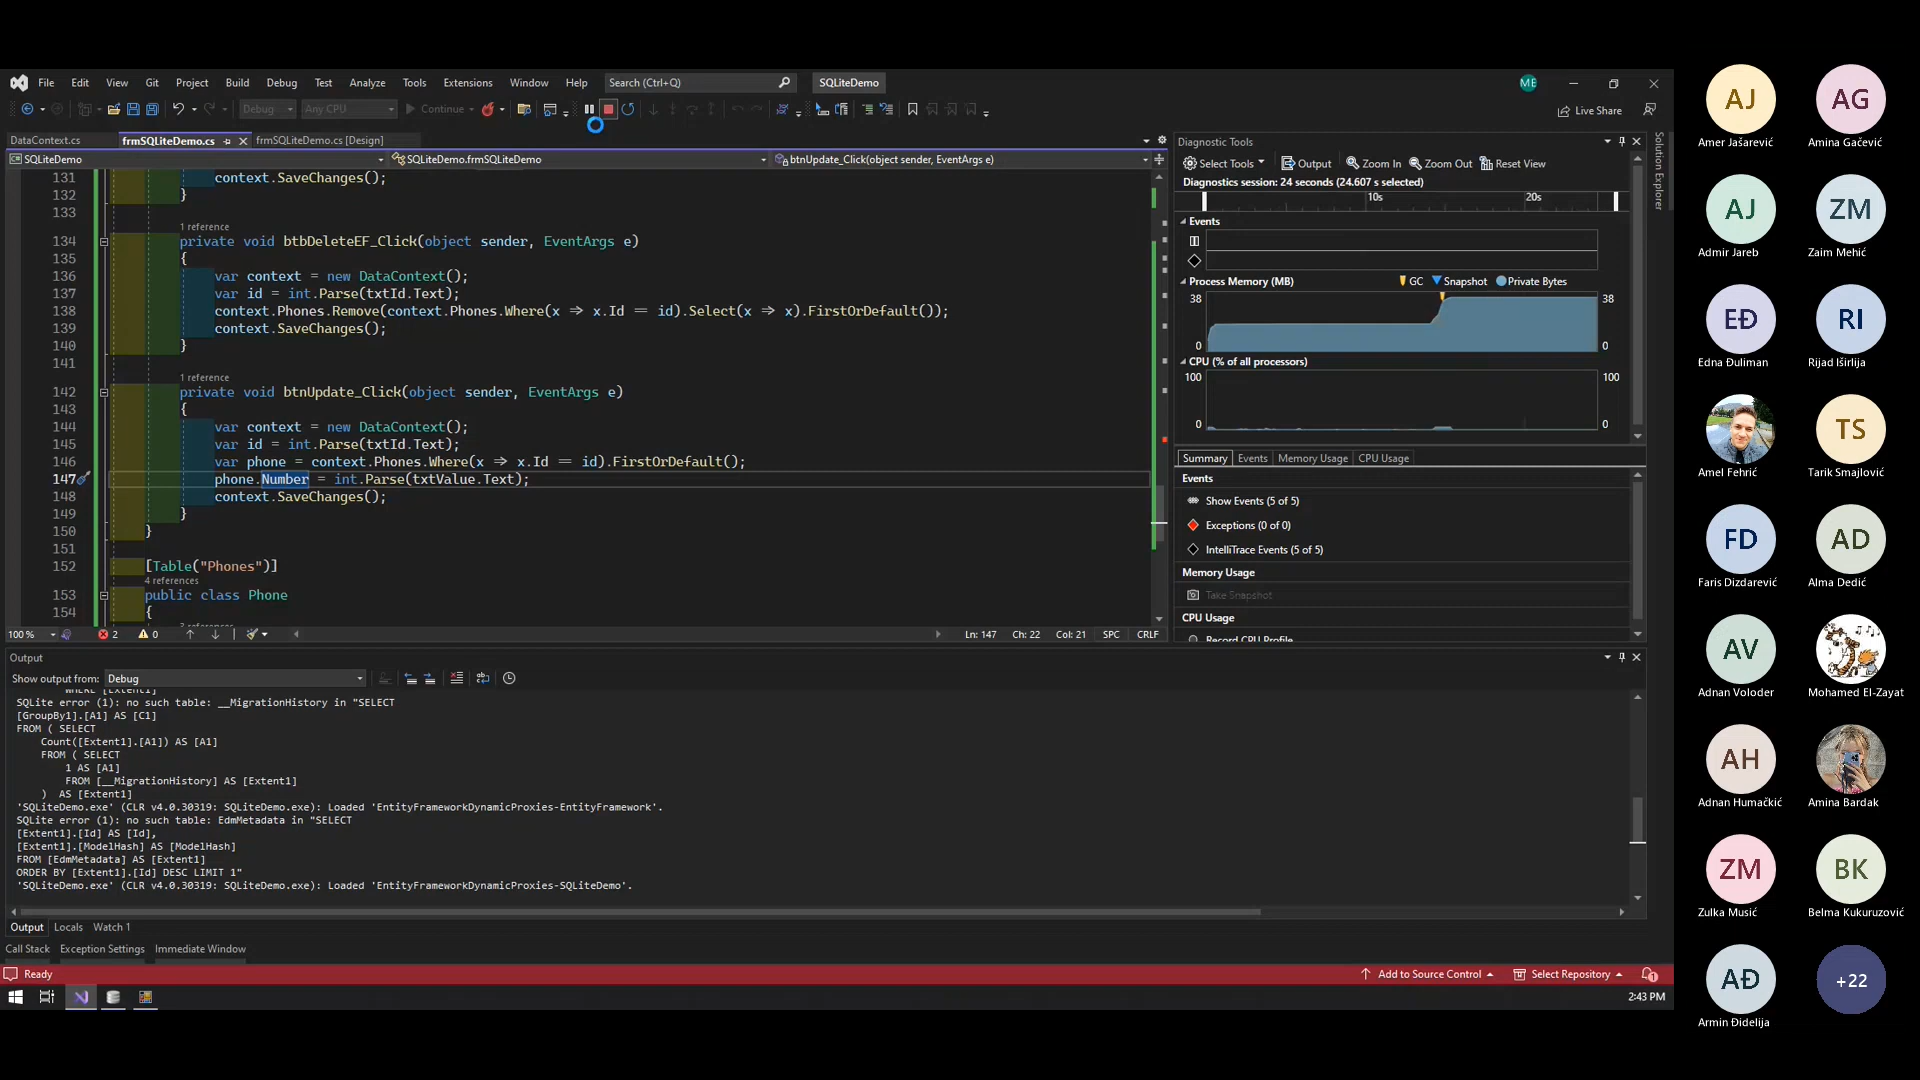 File Edit View Git Project Build Debug Test Analyze Tools Extensions Window Help Search (Ctrl+Q) SQLiteDemo ME
Debug Any CPU Continue Live Share
DataContext.cs frmSQLiteDemo.cs frmSQLiteDemo.cs [Design]
SQLiteDemo SQLiteDemo.frmSQLiteDemo btnUpdate_Click(object sender, EventArgs e)
131 context.SaveChanges();
132 }
133
1 reference
134 private void btbDeleteEF_Click(object sender, EventArgs e)
135 {
136 var context = new DataContext();
137 var id = int.Parse(txtId.Text);
138 context.Phones.Remove(context.Phones.Where(x => x.Id == id).Select(x => x).FirstOrDefault());
139 context.SaveChanges();
140 }
141
1 reference
142 private void btnUpdate_Click(object sender, EventArgs e)
143 {
144 var context = new DataContext();
145 var id = int.Parse(txtId.Text);
146 var phone = context.Phones.Where(x => x.Id == id).FirstOrDefault();
147 phone.Number = int.Parse(txtValue.Text);
148 context.SaveChanges();
149 }
150 }
151
152 [Table("Phones")]
4 references
153 public class Phone
154 {
100 % 2 0 Ln: 147 Ch: 22 Col: 21 SPC CRLF
Diagnostic Tools
Select Tools Output Zoom In Zoom Out Reset View
Diagnostics session: 24 seconds (24.607 s selected)
10s 20s
Events
Process Memory (MB) GC Snapshot Private Bytes
38 38
0 0
CPU (% of all processors)
100 100
0 0
Summary Events Memory Usage CPU Usage
Events
Show Events (5 of 5)
Exceptions (0 of 0)
IntelliTrace Events (5 of 5)
Memory Usage
Take Snapshot
CPU Usage
Record CPU Profile
Solution Explorer
Output
Show output from: Debug
WHERE [Extent1]
SQLite error (1): no such table: __MigrationHistory in "SELECT
[GroupBy1].[A1] AS [C1]
FROM ( SELECT
Count([Extent1].[A1]) AS [A1]
FROM ( SELECT
1 AS [A1]
FROM [__MigrationHistory] AS [Extent1]
) AS [Extent1]
'SQLiteDemo.exe' (CLR v4.0.30319: SQLiteDemo.exe): Loaded 'EntityFrameworkDynamicProxies-EntityFramework'.
SQLite error (1): no such table: EdmMetadata in "SELECT
[Extent1].[Id] AS [Id],
[Extent1].[ModelHash] AS [ModelHash]
FROM [EdmMetadata] AS [Extent1]
ORDER BY [Extent1].[Id] DESC LIMIT 1"
'SQLiteDemo.exe' (CLR v4.0.30319: SQLiteDemo.exe): Loaded 'EntityFrameworkDynamicProxies-SQLiteDemo'.
Output Locals Watch 1
Call Stack Exception Settings Immediate Window
Ready Add to Source Control Select Repository 1
2:43 PM
AJ AG
Amer Jašarević Amina Gačević
AJ ZM
Admir Jareb Zaim Mehić
EĐ RI
Edna Đuliman Rijad Iširlija
TS
Amel Fehrić Tarik Smajlović
FD AD
Faris Dizdarević Alma Dedić
AV
Adnan Voloder Mohamed El-Zayat
AH
Adnan Humačkić Amina Bardak
ZM BK
Zulka Musić Belma Kukuruzović
AĐ +22
Armin Đidelija